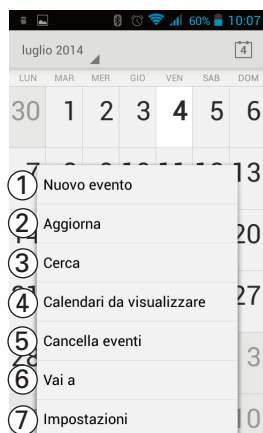 60% 10:07
luglio 2014 4
LUN MAR MER GIO VEN SAB DOM
30 1 2 3 4 5 6
13
1 Nuovo evento
2 Aggiorna
20
3 Cerca
4 Calendari da visualizzare
27
5 Cancella eventi
3
6 Vai a
7 Impostazioni